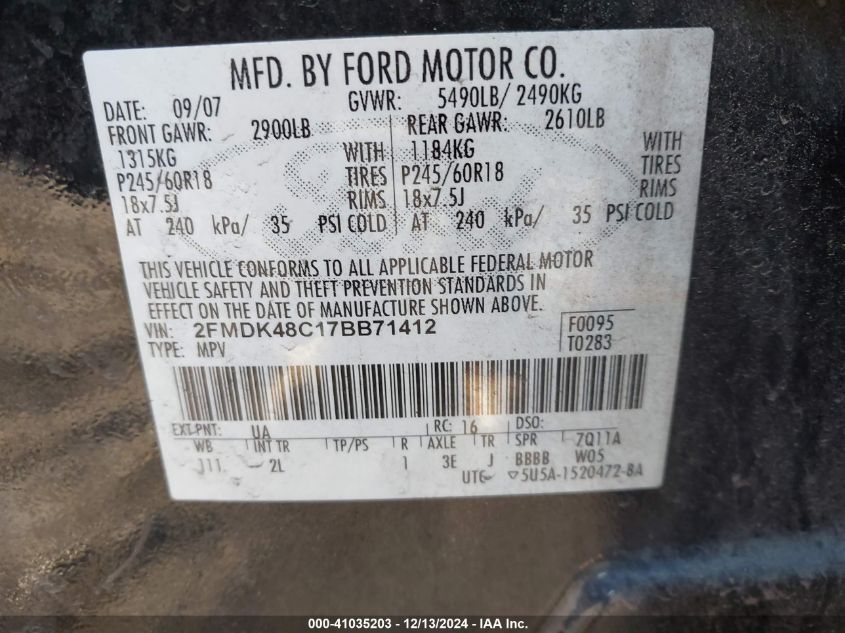 MFD. BY FORD MOTOR CO.
DATE: 09/07 GVWR: 5490LB/ 2490KG
FRONT GAWR: 2900LB REAR GAWR: 2610LB
1315KG WITH 1184KG WITH
P245/60R18 TIRES P245/60R18 TIRES
18x7.5J RIMS 18x7.5J RIMS
AT 240 kPa/ 35 PSI COLD AT 240 kPa/ 35 PSI COLD
THIS VEHICLE CONFORMS TO ALL APPLICABLE FEDERAL MOTOR
VEHICLE SAFETY AND THEFT PREVENTION STANDARDS IN
EFFECT ON THE DATE OF MANUFACTURE SHOWN ABOVE.
VIN: 2FMDK48C17BB71412 F0095
TYPE: MPV T0283
EXT PNT: UA RC: 16 DSO:
WB INT TR TP/PS R AXLE TR SPR 7Q11A
J11 2L 1 3E J BBBB W05
UTC ▽5U5A-1520472-BA
000-41035203 - 12/13/2024 - IAA Inc.